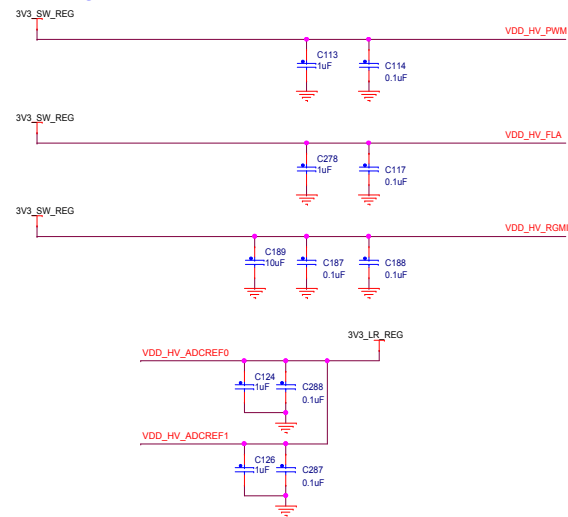 3V3_SW_REG
VDD_HV_PWM
C113
1uF
C114
0.1uF
3V3_SW_REG
VDD_HV_FLA
C278
1uF
C117
0.1uF
3V3_SW_REG
VDD_HV_RGMI
C189
10uF
C187
0.1uF
C188
0.1uF
3V3_LR_REG
VDD_HV_ADCREF0
C124
1uF
C288
0.1uF
VDD_HV_ADCREF1
C126
1uF
C287
0.1uF